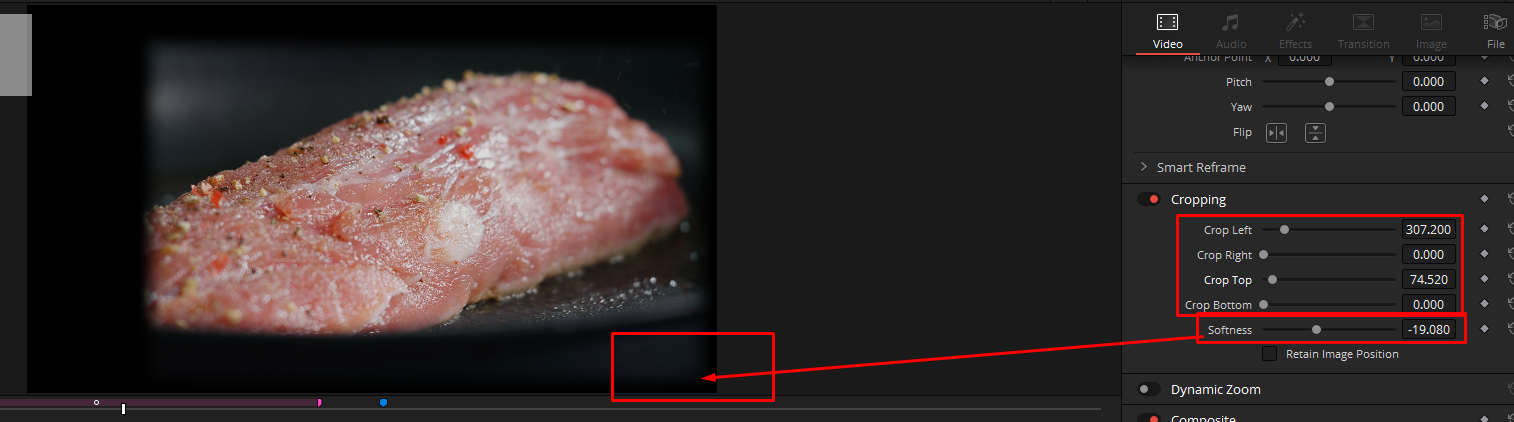 Video Audio Effects Transition Image File
Anchor Point X 0.000 Y 0.000
Pitch 0.000
Yaw 0.000
Flip
Smart Reframe
Cropping
Crop Left 307.200
Crop Right 0.000
Crop Top 74.520
Crop Bottom 0.000
Softness -19.080
Retain Image Position
Dynamic Zoom
Composite